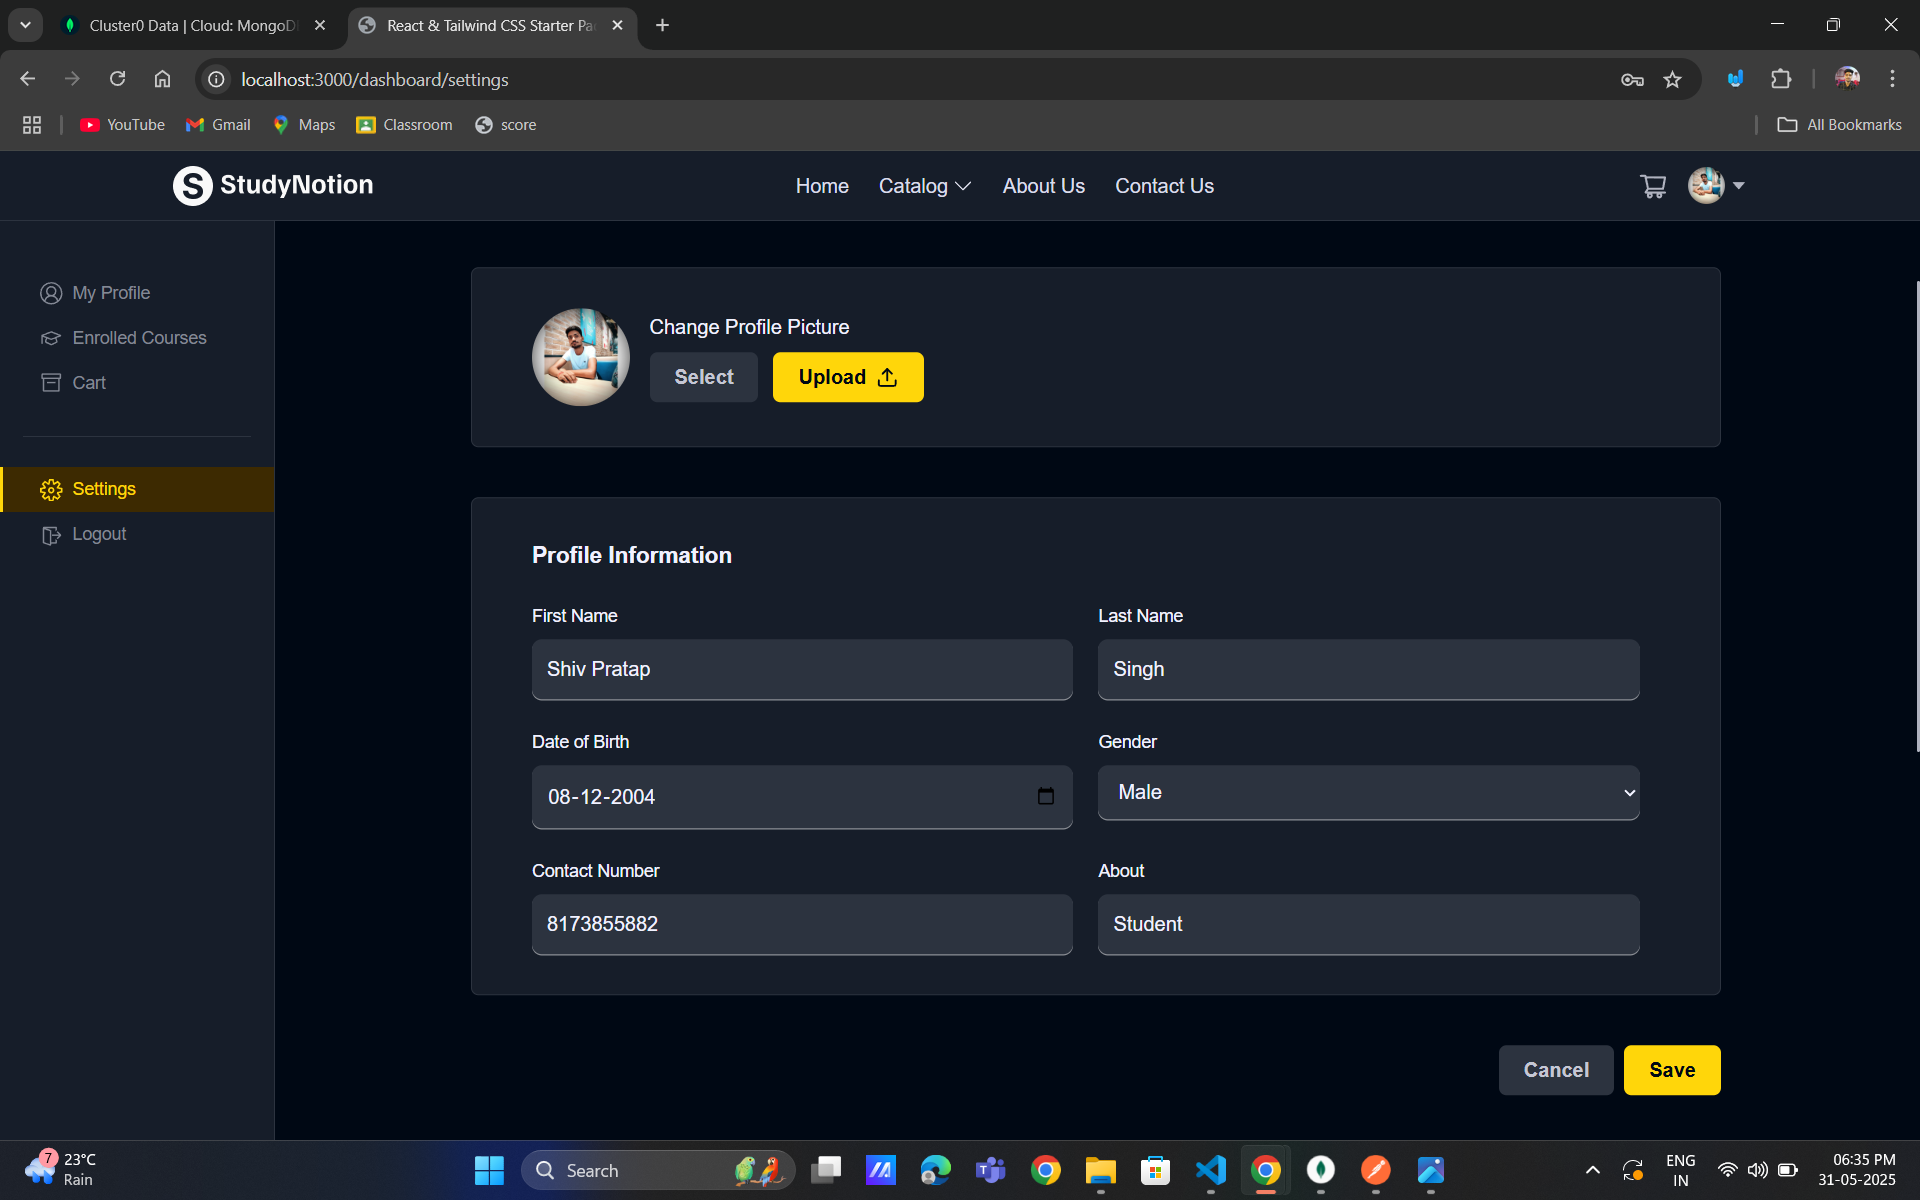 Cluster0 Data | Cloud: MongoD
React & Tailwind CSS Starter Pa
localhost:3000/dashboard/settings
YouTube
Gmail
Maps
Classroom
score
All Bookmarks
S StudyNotion
Home
Catalog
About Us
Contact Us
My Profile
Enrolled Courses
Cart
Settings
Logout
Change Profile Picture
Select
Upload
Profile Information
First Name
Last Name
Shiv Pratap
Singh
Date of Birth
Gender
08-12-2004
Male
Contact Number
About
8173855882
Student
Cancel
Save
7
23°C
Rain
Search
ENG
IN
06:35 PM
31-05-2025